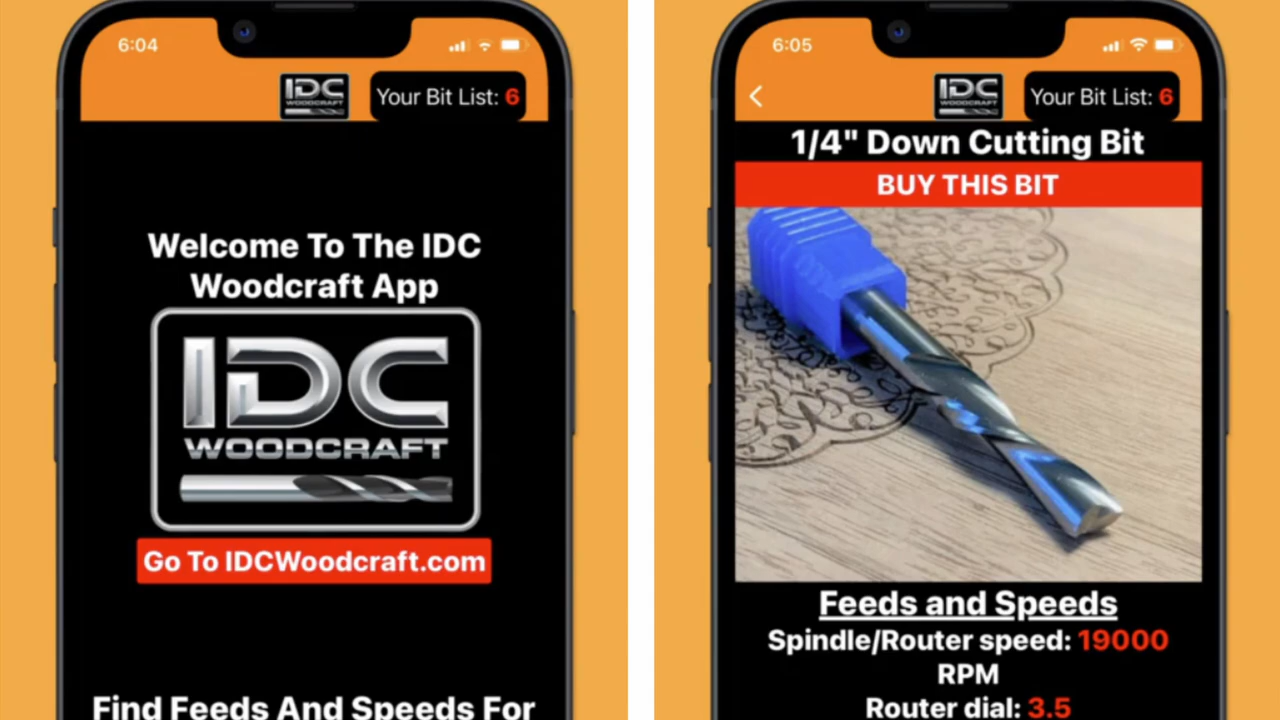 6:04
IDC
WOODCRAFT
Your Bit List: 6
Welcome To The IDC
Woodcraft App
IDC
WOODCRAFT
Go To IDCWoodcraft.com
Find Feeds And Speeds For
6:05
IDC
WOODCRAFT
Your Bit List: 6
1/4" Down Cutting Bit
BUY THIS BIT
Feeds and Speeds
Spindle/Router speed: 19000
RPM
Router dial: 3.5